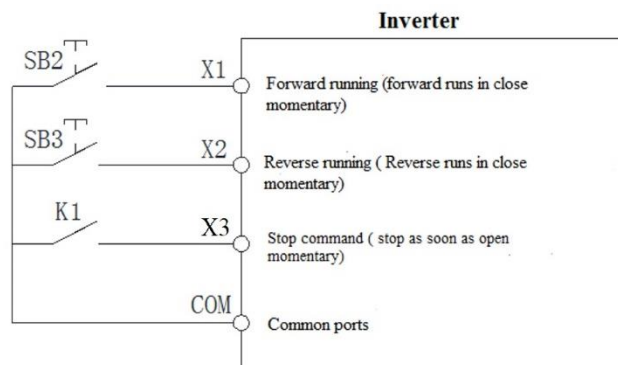 Inverter
SB2
X1
Forward running (forward runs in close
momentary)
SB3
X2
Reverse running ( Reverse runs in close
momentary)
K1
X3
Stop command ( stop as soon as open
momentary)
COM
Common ports